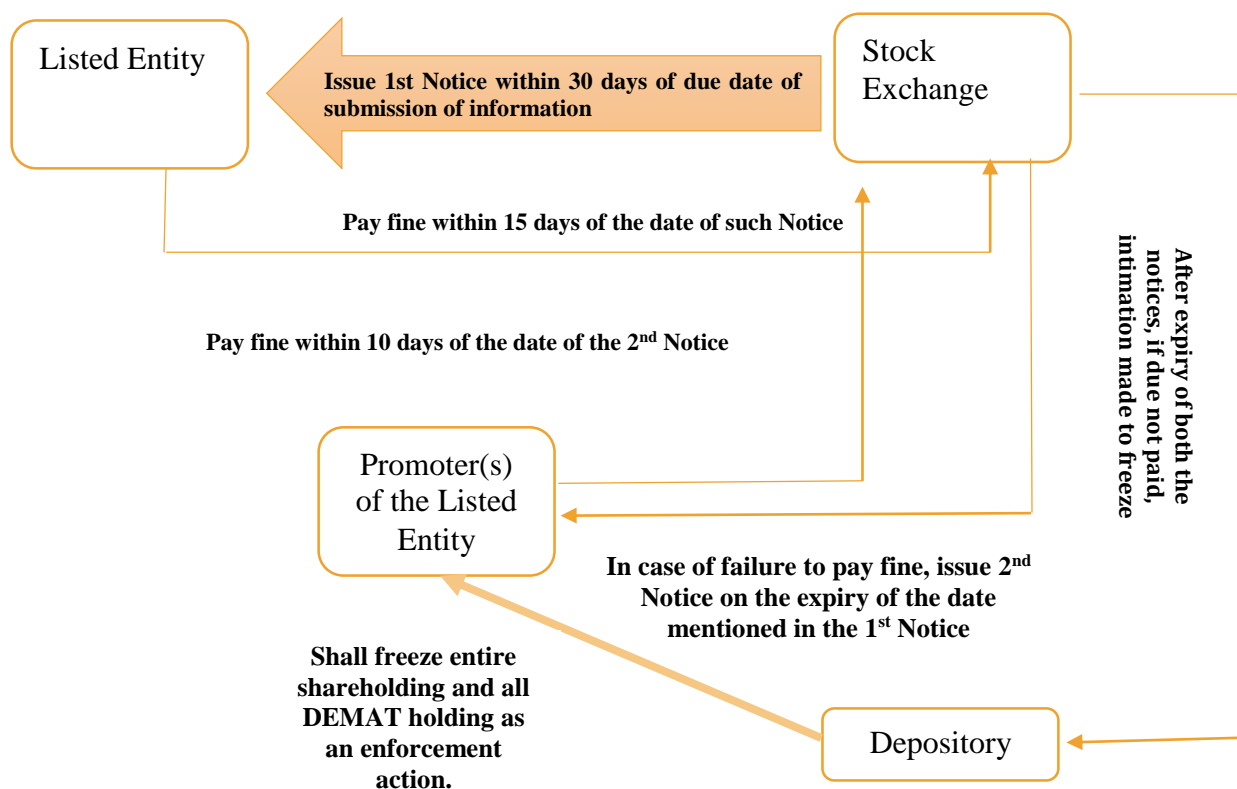 Listed Entity
Issue 1st Notice within 30 days of due date of
submission of information
Stock
Exchange
Pay fine within 15 days of the date of such Notice
Pay fine within 10 days of the date of the 2nd Notice
After expiry of both the
notices, if due not paid,
intimation made to freeze
Promoter(s)
of the Listed
Entity
In case of failure to pay fine, issue 2nd
Notice on the expiry of the date
mentioned in the 1st Notice
Shall freeze entire
shareholding and all
DEMAT holding as
an enforcement
action.
Depository